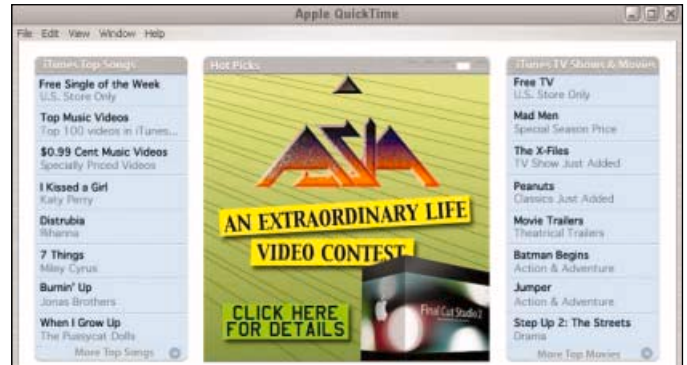 Apple QuickTime
File Edit View Window Help
iTunes Top Songs
Free Single of the Week
U.S. Store Only
Top Music Videos
Top 100 videos in iTunes...
$0.99 Cent Music Videos
Specially Priced Videos
I Kissed a Girl
Katy Perry
Distrubia
Rihanna
7 Things
Miley Cyrus
Burnin' Up
Jonas Brothers
When I Grow Up
The Pussycat Dolls
More Top Songs
Hot Picks
ASIA
AN EXTRAORDINARY LIFE
VIDEO CONTEST
CLICK HERE
FOR DETAILS
Final Cut Studio 2
iTunes TV Shows & Movies
Free TV
U.S. Store Only
Mad Men
Special Season Price
The X-Files
TV Show Just Added
Peanuts
Classics Just Added
Movie Trailers
Theatrical Trailers
Batman Begins
Action & Adventure
Jumper
Action & Adventure
Step Up 2: The Streets
Drama
More Top Movies